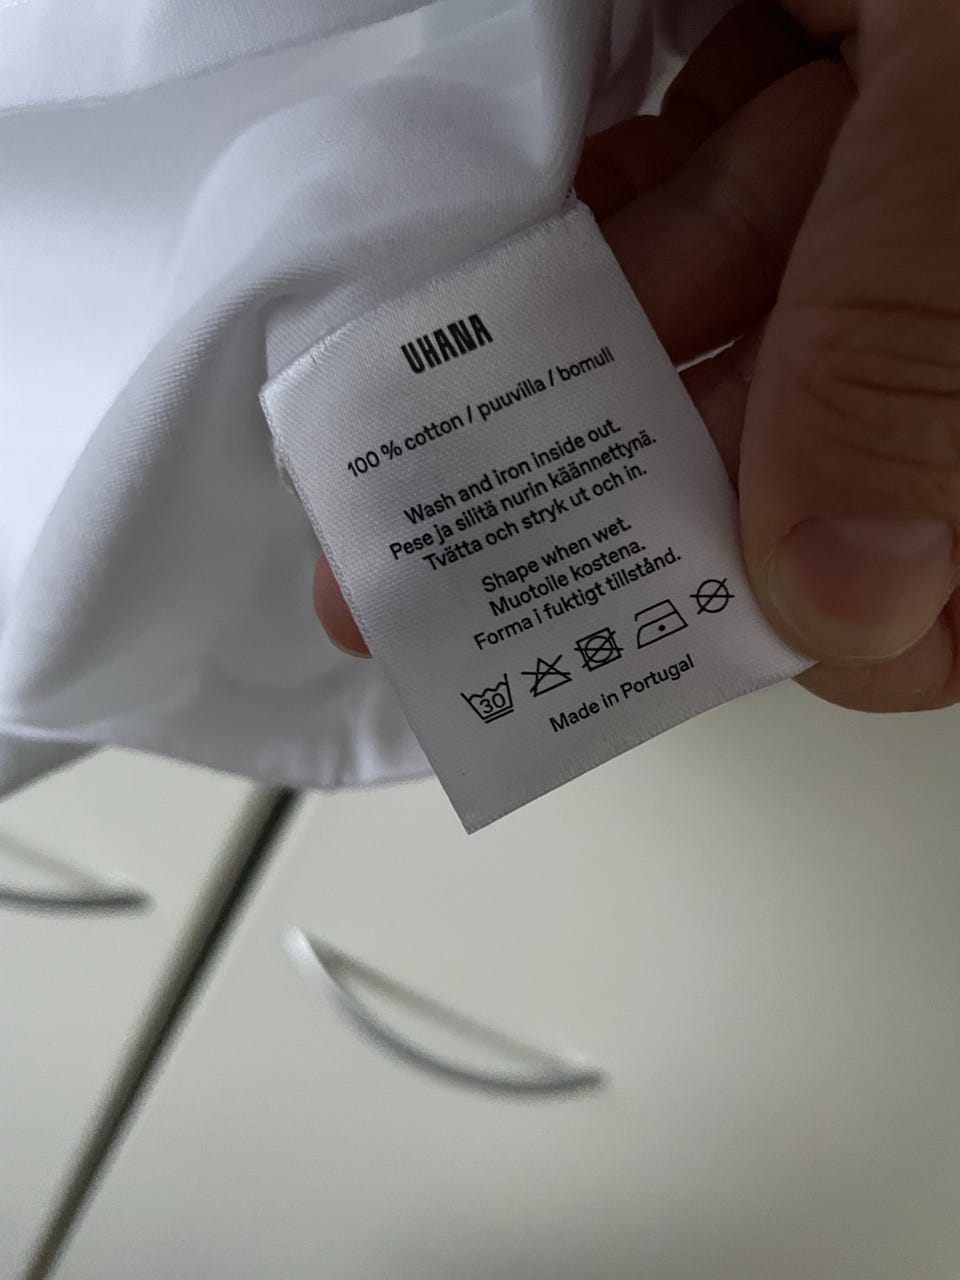 UHANA
100 % cotton / puuvilla / bomull
Wash and iron inside out.
Pese ja silitä nurin käännettynä.
Tvätta och stryk ut och in.
Shape when wet.
Muotoile kostena.
Forma i fuktigt tillstånd.
30
Made in Portugal